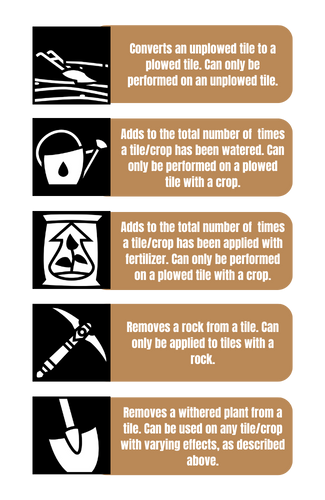 Converts an unplowed tile to a
plowed tile. Can only be
performed on an unplowed tile.
Adds to the total number of times
a tile/crop has been watered. Can
only be performed on a plowed
tile with a crop.
Adds to the total number of times
a tile/crop has been applied with
fertilizer. Can only be performed
on a plowed tile with a crop.
Removes a rock from a tile. Can
only be applied to tiles with a
rock.
Removes a withered plant from a
tile. Can be used on any tile/crop
with varying effects, as described
above.